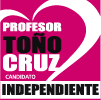 PROFESOR
TOÑO
CRUZ
CANDIDATO
INDEPENDIENTE